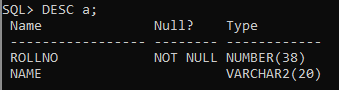 SQL> DESC a;
Name Null? Type
----------------- -------- ------------
ROLLNO NOT NULL NUMBER(38)
NAME VARCHAR2(20)